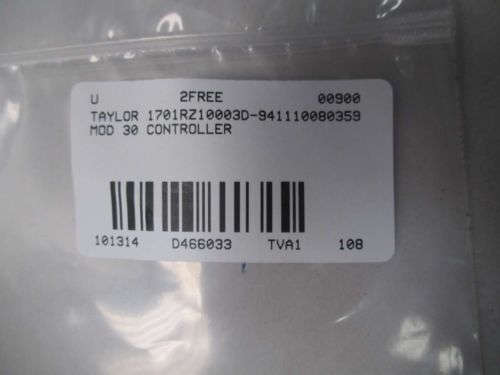 U 2FREE 00900
TAYLOR 1701RZ10003D-941110080359
MOD 30 CONTROLLER
101314 D466033 TVA1 108